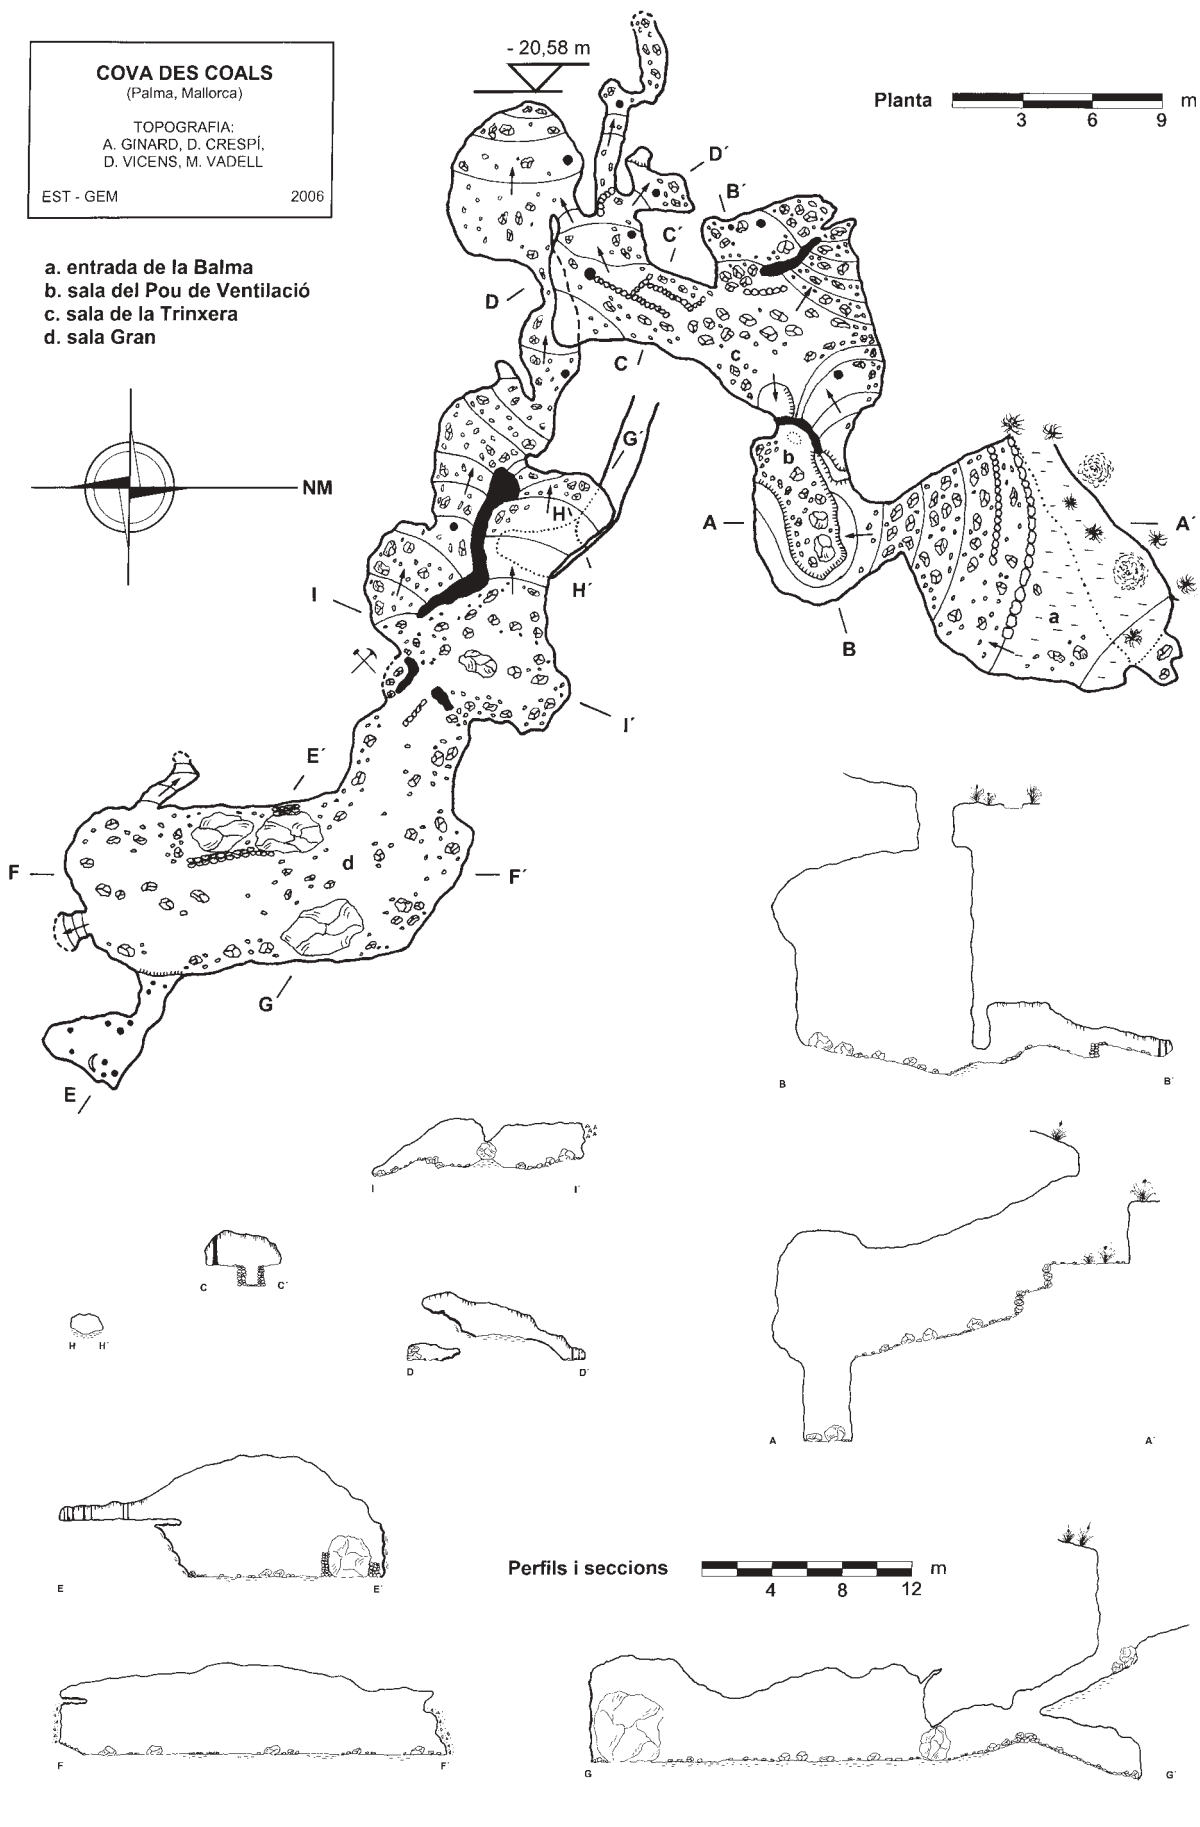 COVA DES COALS
(Palma, Mallorca)
TOPOGRAFIA:
A. GINARD, D. CRESPÍ,
D. VICENS, M. VADELL
EST - GEM 2006
a. entrada de la Balma
b. sala del Pou de Ventilació
c. sala de la Trinxera
d. sala Gran
- 20,58 m
Planta
m
3 6 9
NM
D´
B´
C´
D
C
c
G´
b
H
H´
A
A´
a
B
I
I´
E´
d
F
F´
G
E
B
B´
I
I´
C
C´
H
H´
D
D´
A
A´
E
E´
Perfils i seccions
m
4 8 12
F
F´
G
G´